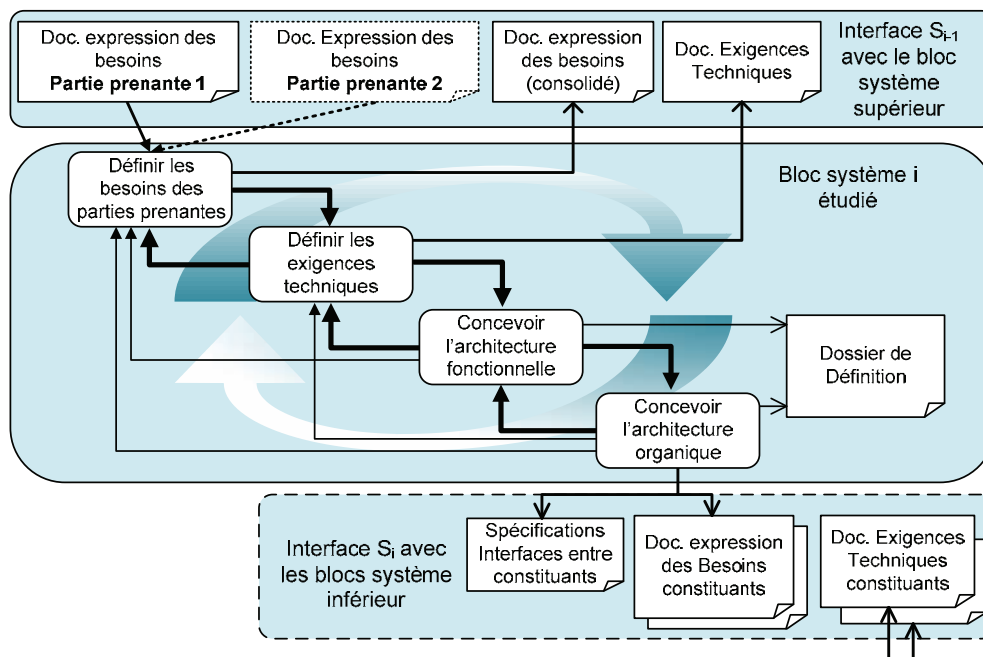 Doc. expression des
besoins
Partie prenante 1
Doc. Expression des
besoins
Partie prenante 2
Doc. expression
des besoins
(consolidé)
Doc. Exigences
Techniques
Interface Si-1
avec le bloc
système
supérieur
Définir les
besoins des
parties prenantes
Bloc système i
étudié
Définir les
exigences
techniques
Concevoir
l'architecture
fonctionnelle
Dossier de
Définition
Concevoir
l'architecture
organique
Interface Si avec
les blocs système
inférieur
Spécifications
Interfaces entre
constituants
Doc. expression
des Besoins
constituants
Doc. Exigences
Techniques
constituants